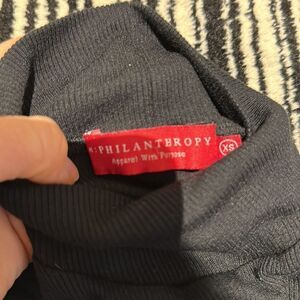 N:PHILANTHROPY XS
Apparel With Purpose